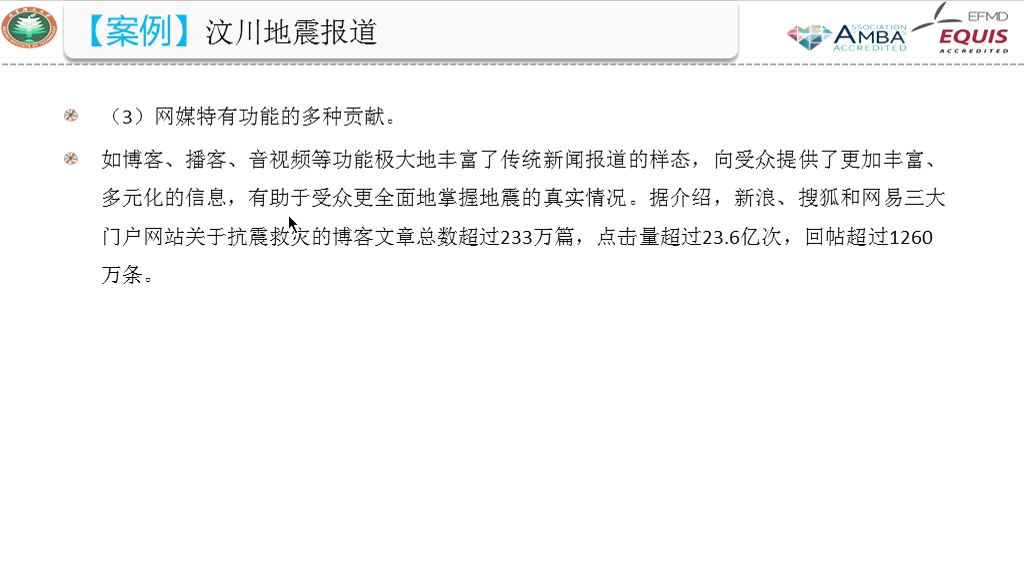 【案例】汶川地震报道
ASSOCIATION
AMBA
ACCREDITED
EFMD
EQUIS
ACCREDITED
（3）网媒特有功能的多种贡献。
如博客、播客、音视频等功能极大地丰富了传统新闻报道的样态，向受众提供了更加丰富、
多元化的信息，有助于受众更全面地掌握地震的真实情况。据介绍，新浪、搜狐和网易三大
门户网站关于抗震救灾的博客文章总数超过233万篇，点击量超过23.6亿次，回帖超过1260
万条。